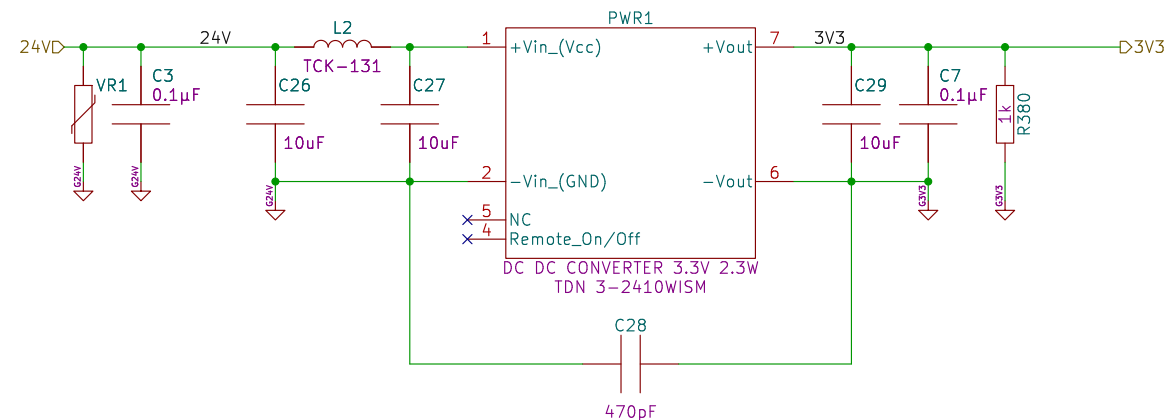 PWR1
24V
24V
L2
TCK-131
1
+Vin_(Vcc)
+Vout
7
3V3
3V3
VR1
C3
0.1µF
C26
10uF
C27
10uF
C29
10uF
C7
0.1µF
1k
R380
G24V
G24V
G24V
2
-Vin_(GND)
-Vout
6
G3V3
G3V3
5
NC
4
Remote_On/Off
DC DC CONVERTER 3.3V 2.3W
TDN 3-2410WISM
C28
470pF